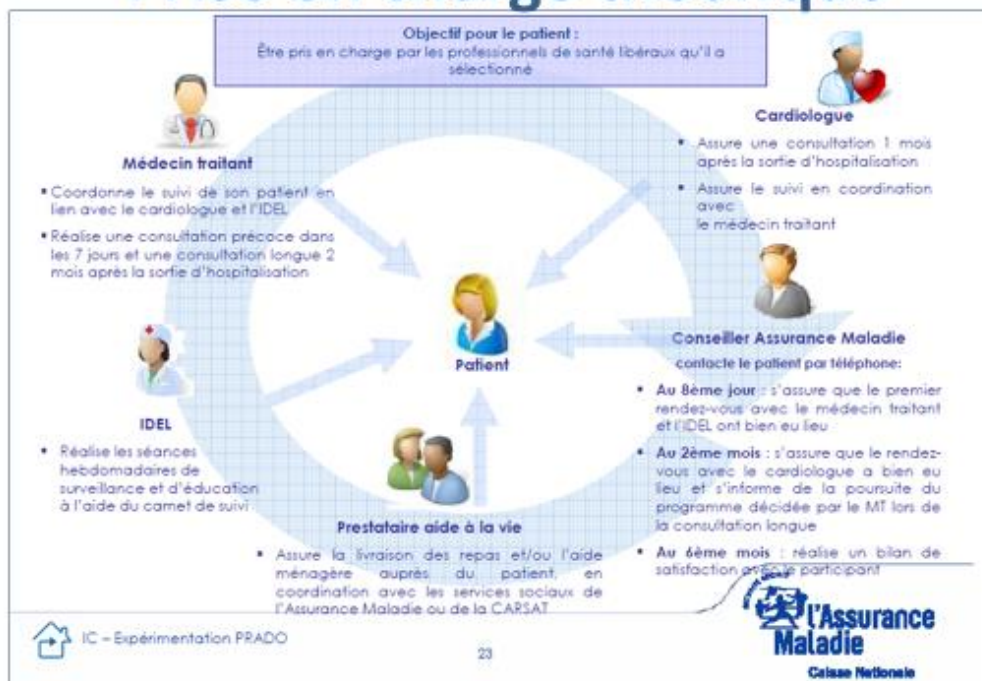 Objectif pour le patient :
Être pris en charge par les professionnels de santé libéraux qu'il a
sélectionné
Médecin traitant
▪ Coordonne le suivi de son patient en
lien avec le cardiologue et l'IDEL
▪ Réalise une consultation précoce dans
les 7 jours et une consultation longue 2
mois après la sortie d'hospitalisation
Cardiologue
▪ Assure une consultation 1 mois
après la sortie d'hospitalisation
▪ Assure le suivi en coordination
avec
le médecin traitant
Patient
IDEL
▪ Réalise les séances
hebdomadaires de
surveillance et d'éducation
à l'aide du carnet de suivi
Conseiller Assurance Maladie
contacte le patient par téléphone:
▪ Au 8ème jour : s'assure que le premier
rendez-vous avec le médecin traitant
et l'IDEL ont bien eu lieu
▪ Au 2ème mois : s'assure que le rendez-
vous avec le cardiologue a bien eu
lieu et s'informe de la poursuite du
programme décidée par le MT lors de
la consultation longue
▪ Au 6ème mois : réalise un bilan de
satisfaction avec le participant
Prestataire aide à la vie
▪ Assure la livraison des repas et/ou l'aide
ménagère auprès du patient, en
coordination avec les services sociaux de
l'Assurance Maladie ou de la CARSAT
IC – Expérimentation PRADO
23
l'Assurance
Maladie
Caisse Nationale